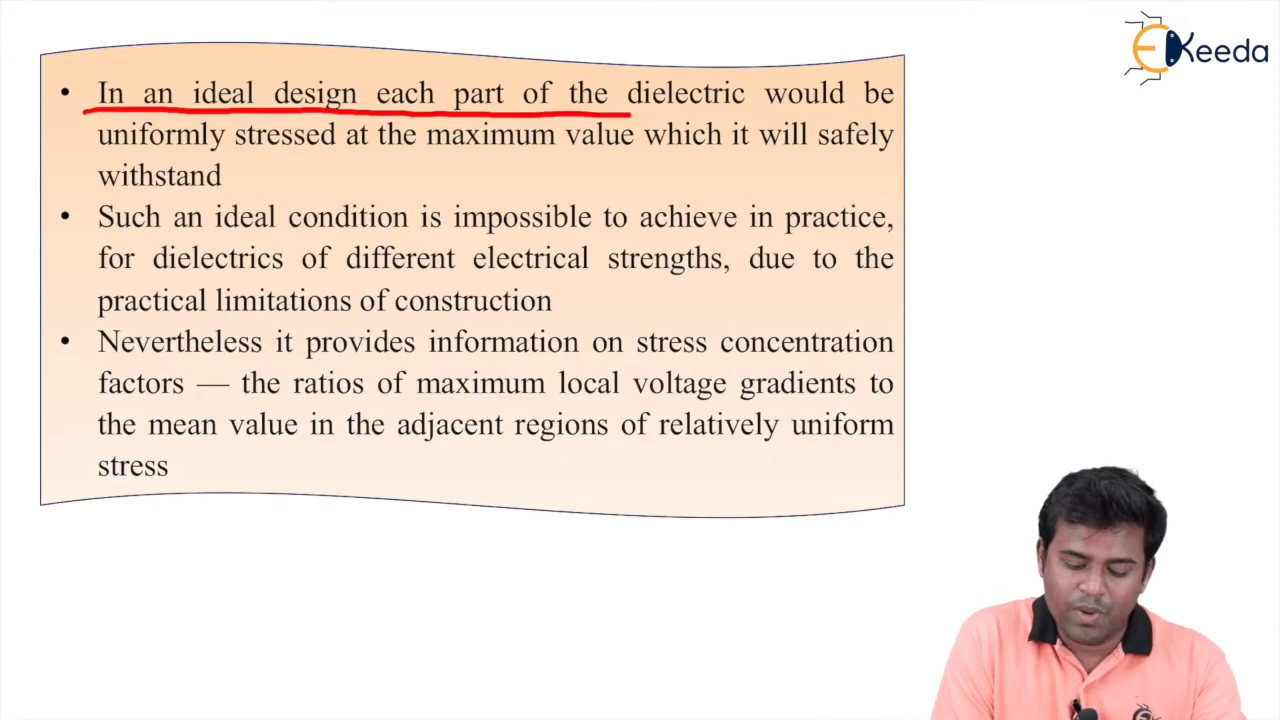 Keeda
• In an ideal design each part of the dielectric would be
uniformly stressed at the maximum value which it will safely
withstand
• Such an ideal condition is impossible to achieve in practice,
for dielectrics of different electrical strengths, due to the
practical limitations of construction
• Nevertheless it provides information on stress concentration
factors — the ratios of maximum local voltage gradients to
the mean value in the adjacent regions of relatively uniform
stress